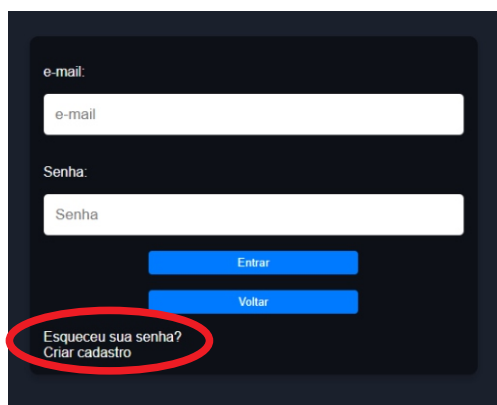 e-mail:
e-mail
Senha:
Senha
Entrar
Voltar
Esqueceu sua senha?
Criar cadastro